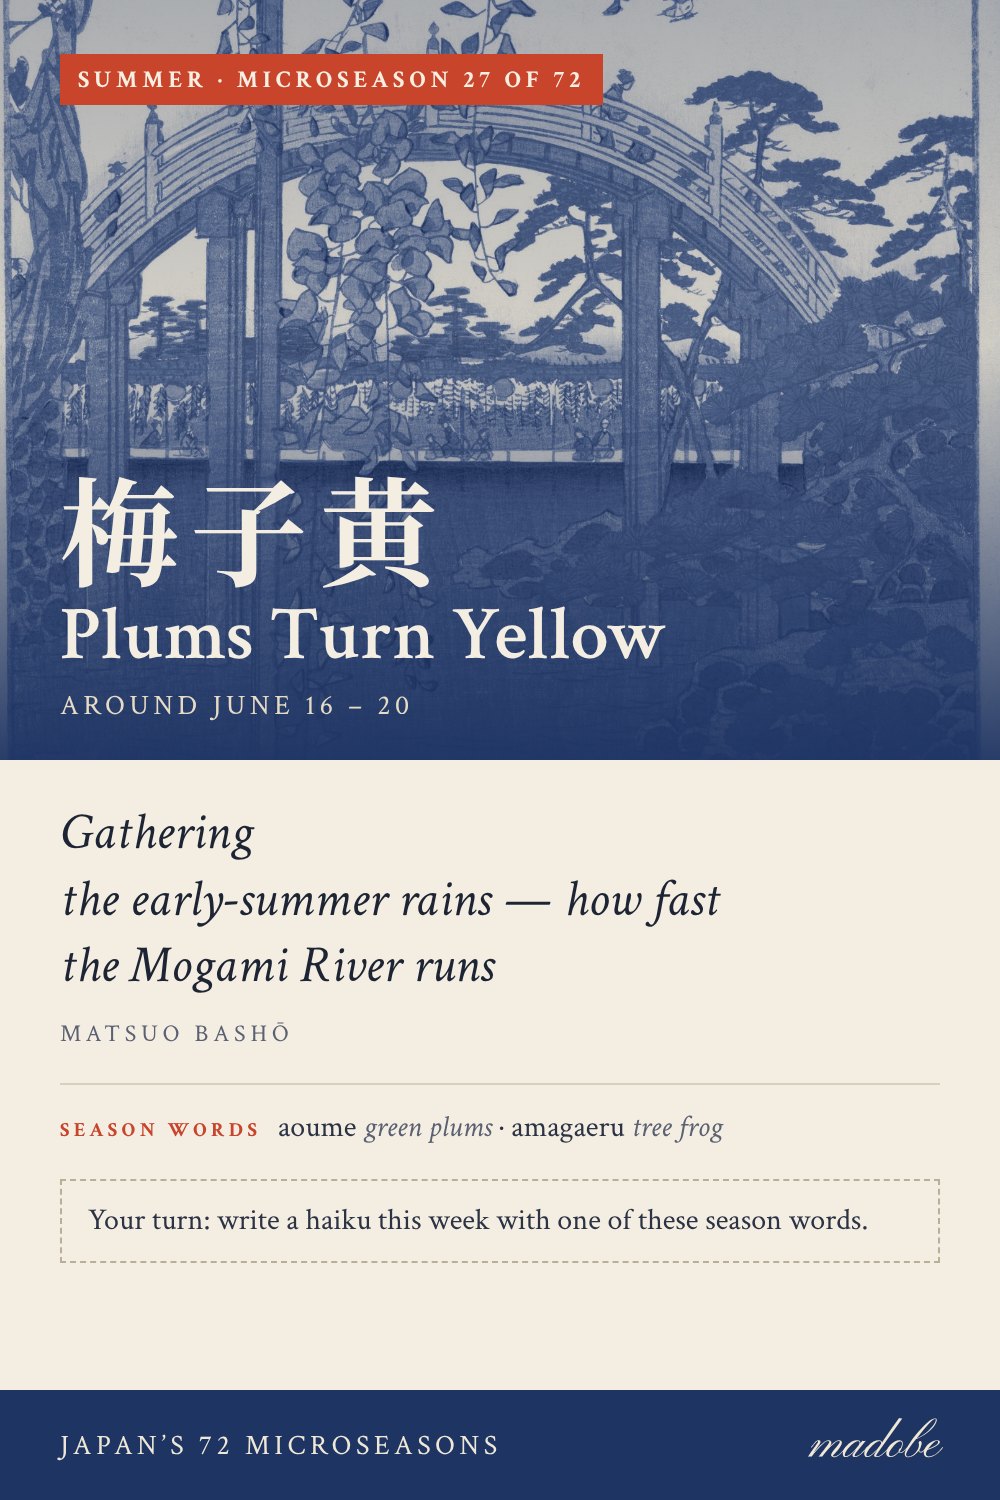 SUMMER · MICROSEASON 27 OF 72
梅子黄
Plums Turn Yellow
AROUND JUNE 16 – 20
Gathering
the early-summer rains — how fast
the Mogami River runs
MATSUO BASHŌ
SEASON WORDS aoume green plums · amagaeru tree frog
Your turn: write a haiku this week with one of these season words.
JAPAN’S 72 MICROSEASONS
madobe